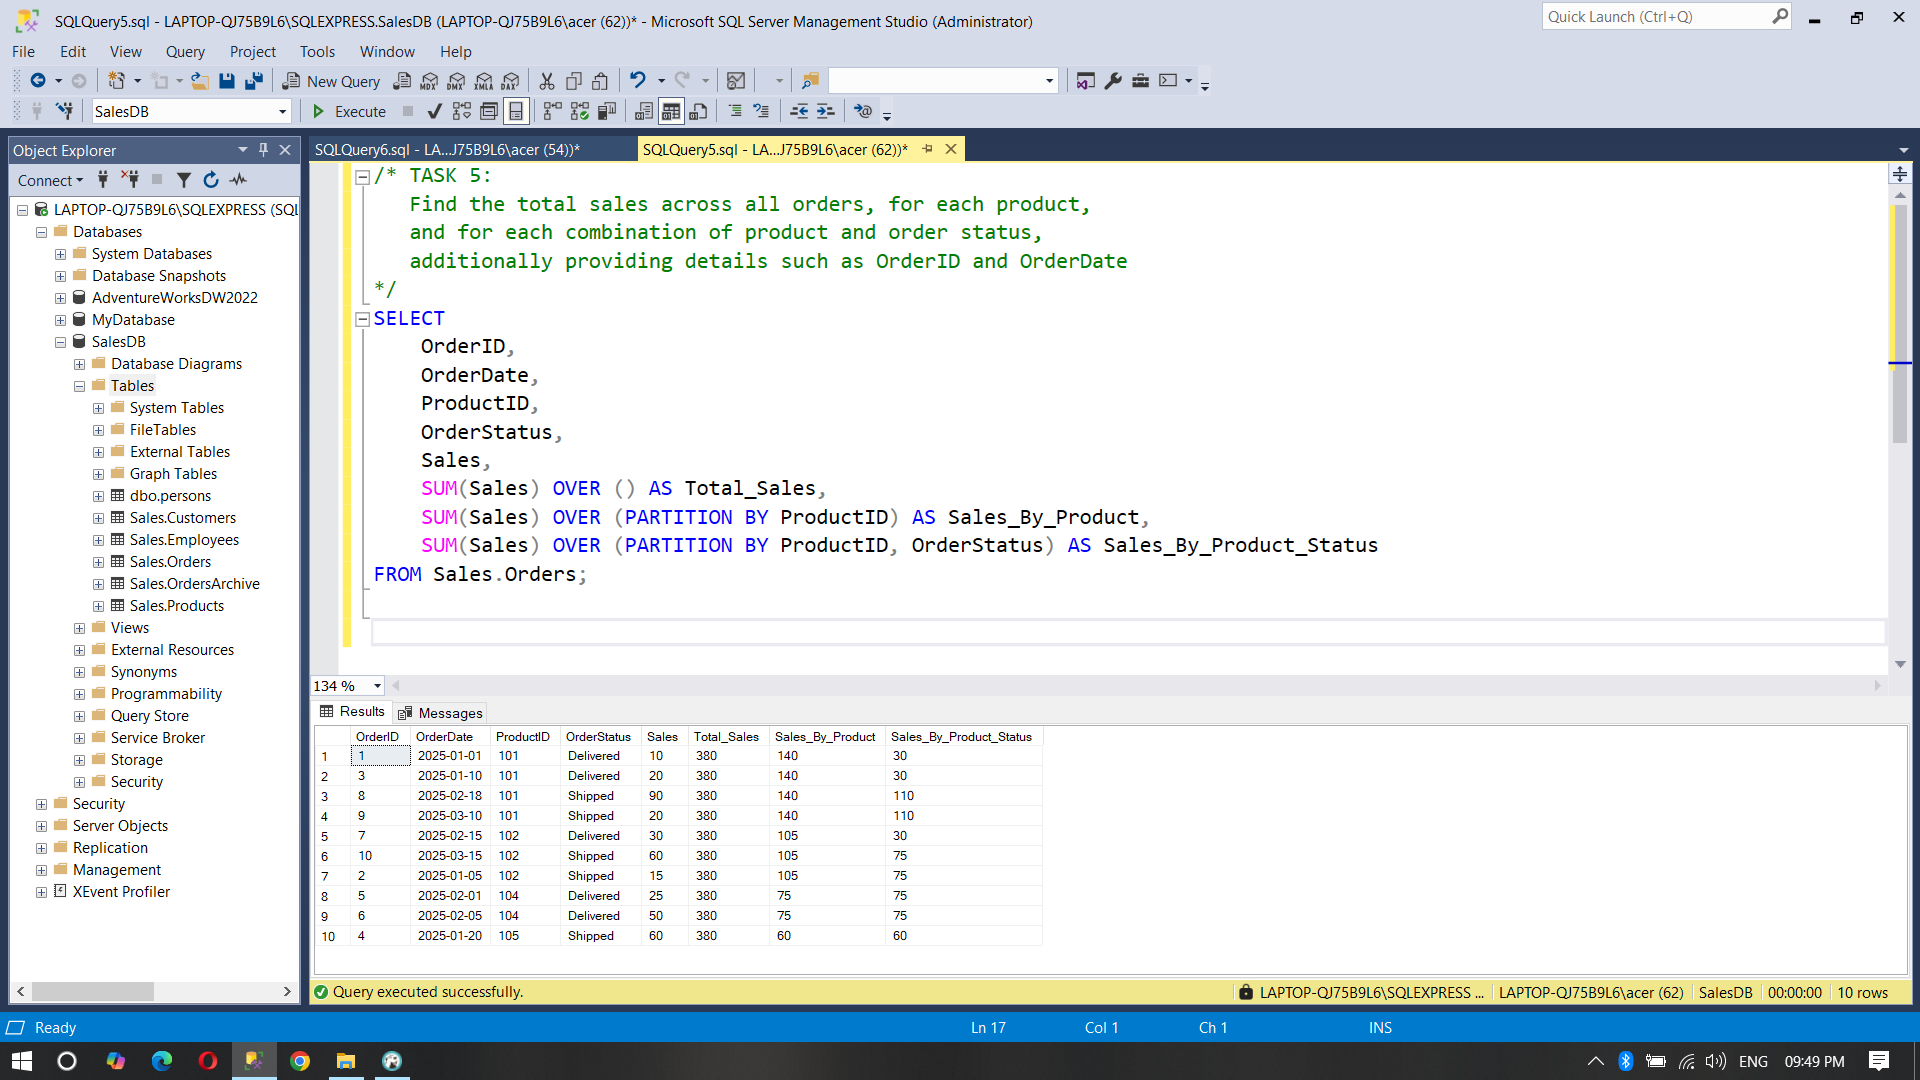 SQLQuery5.sql - LAPTOP-QJ75B9L6\SQLEXPRESS.SalesDB (LAPTOP-QJ75B9L6\acer (62))* - Microsoft SQL Server Management Studio (Administrator)
Quick Launch (Ctrl+Q)
File Edit View Query Project Tools Window Help
New Query MDX DMX XMLA DAX
SalesDB Execute
Object Explorer
Connect
LAPTOP-QJ75B9L6\SQLEXPRESS (SQL
Databases
System Databases
Database Snapshots
AdventureWorksDW2022
MyDatabase
SalesDB
Database Diagrams
Tables
System Tables
FileTables
External Tables
Graph Tables
dbo.persons
Sales.Customers
Sales.Employees
Sales.Orders
Sales.OrdersArchive
Sales.Products
Views
External Resources
Synonyms
Programmability
Query Store
Service Broker
Storage
Security
Security
Server Objects
Replication
Management
XEvent Profiler
SQLQuery6.sql - LA...J75B9L6\acer (54))*
SQLQuery5.sql - LA...J75B9L6\acer (62))*
/* TASK 5:
Find the total sales across all orders, for each product,
and for each combination of product and order status,
additionally providing details such as OrderID and OrderDate
*/
SELECT
OrderID,
OrderDate,
ProductID,
OrderStatus,
Sales,
SUM(Sales) OVER () AS Total_Sales,
SUM(Sales) OVER (PARTITION BY ProductID) AS Sales_By_Product,
SUM(Sales) OVER (PARTITION BY ProductID, OrderStatus) AS Sales_By_Product_Status
FROM Sales.Orders;
134 %
Results Messages
OrderID OrderDate ProductID OrderStatus Sales Total_Sales Sales_By_Product Sales_By_Product_Status
1 1 2025-01-01 101 Delivered 10 380 140 30
2 3 2025-01-10 101 Delivered 20 380 140 30
3 8 2025-02-18 101 Shipped 90 380 140 110
4 9 2025-03-10 101 Shipped 20 380 140 110
5 7 2025-02-15 102 Delivered 30 380 105 30
6 10 2025-03-15 102 Shipped 60 380 105 75
7 2 2025-01-05 102 Shipped 15 380 105 75
8 5 2025-02-01 104 Delivered 25 380 75 75
9 6 2025-02-05 104 Delivered 50 380 75 75
10 4 2025-01-20 105 Shipped 60 380 60 60
Query executed successfully. LAPTOP-QJ75B9L6\SQLEXPRESS ... LAPTOP-QJ75B9L6\acer (62) SalesDB 00:00:00 10 rows
Ready Ln 17 Col 1 Ch 1 INS
ENG 09:49 PM